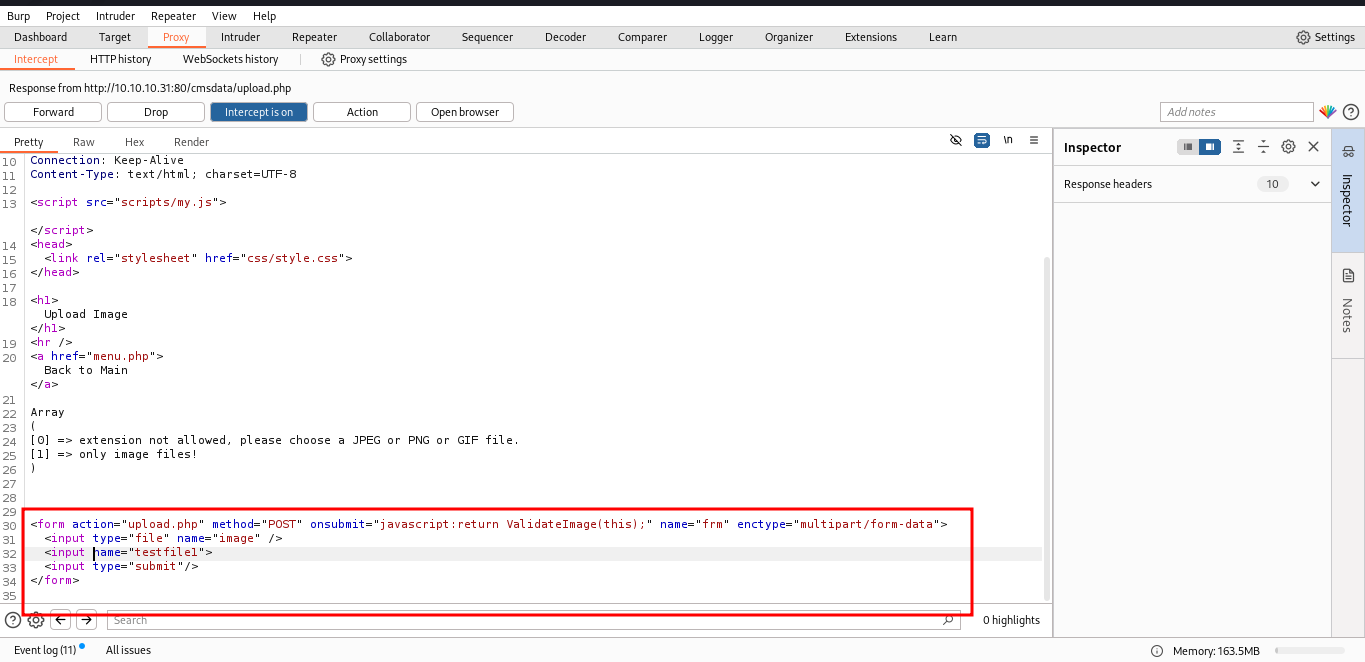 Burp Project Intruder Repeater View Help
Dashboard Target Proxy Intruder Repeater Collaborator Sequencer Decoder Comparer Logger Organizer Extensions Learn Settings
Intercept HTTP history WebSockets history Proxy settings
Response from http://10.10.10.31:80/cmsdata/upload.php
Forward Drop Intercept is on Action Open browser Add notes
Pretty Raw Hex Render \n
Inspector
Response headers 10
Inspector
Notes
10 Connection: Keep-Alive
11 Content-Type: text/html; charset=UTF-8
12
13 <script src="scripts/my.js">
</script>
14 <head>
15 <link rel="stylesheet" href="css/style.css">
16 </head>
17
18 <h1>
Upload Image
</h1>
19 <hr />
20 <a href="menu.php">
Back to Main
</a>
21
22 Array
23 (
24 [0] => extension not allowed, please choose a JPEG or PNG or GIF file.
25 [1] => only image files!
26 )
27
28
29
30 <form action="upload.php" method="POST" onsubmit="javascript:return ValidateImage(this);" name="frm" enctype="multipart/form-data">
31 <input type="file" name="image" />
32 <input name="testfile1">
33 <input type="submit"/>
34 </form>
35
Search 0 highlights
Event log (11) All issues Memory: 163.5MB